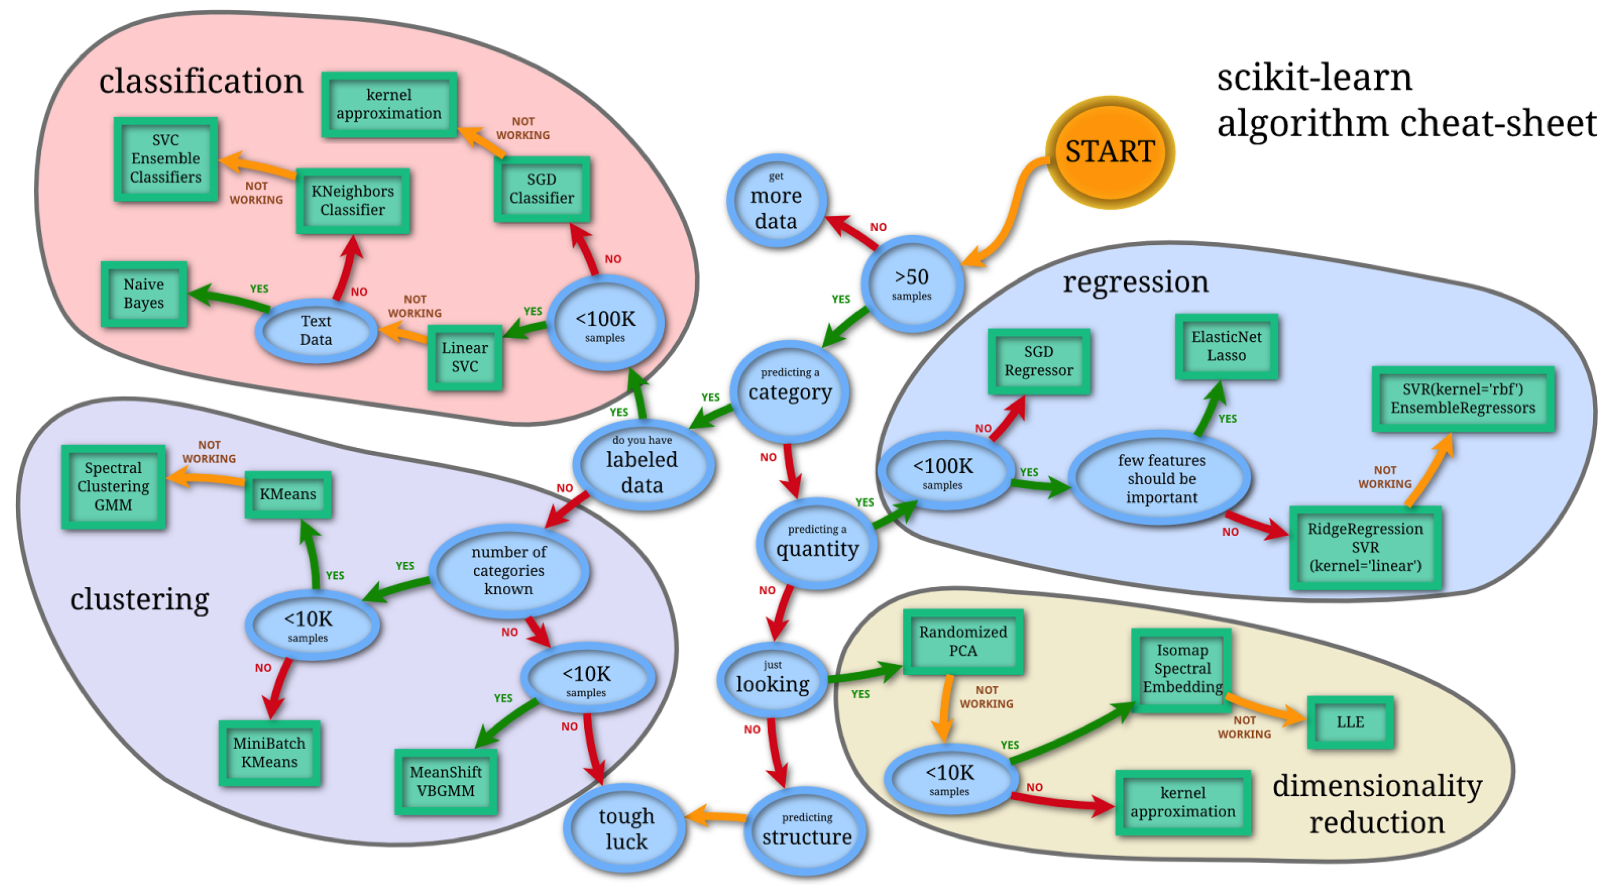 scikit-learn
algorithm cheat-sheet
START
classification
kernel
approximation
NOT
WORKING
SVC
Ensemble
Classifiers
NOT
WORKING
KNeighbors
Classifier
SGD
Classifier
NO
Naive
Bayes
YES
NO
Text
Data
NOT
WORKING
Linear
SVC
YES
<100K
samples
YES
get
more
data
NO
>50
samples
YES
predicting a
category
YES
do you have
labeled
data
NO
NO
predicting a
quantity
YES
NO
just
looking
YES
NO
predicting
structure
tough
luck
regression
SGD
Regressor
ElasticNet
Lasso
SVR(kernel='rbf')
EnsembleRegressors
NO
YES
<100K
samples
YES
few features
should be
important
NOT
WORKING
NO
RidgeRegression
SVR
(kernel='linear')
clustering
Spectral
Clustering
GMM
NOT
WORKING
KMeans
number of
categories
known
YES
YES
<10K
samples
NO
NO
<10K
samples
YES
NO
MiniBatch
KMeans
MeanShift
VBGMM
dimensionality
reduction
Randomized
PCA
NOT
WORKING
Isomap
Spectral
Embedding
NOT
WORKING
LLE
YES
<10K
samples
NO
kernel
approximation